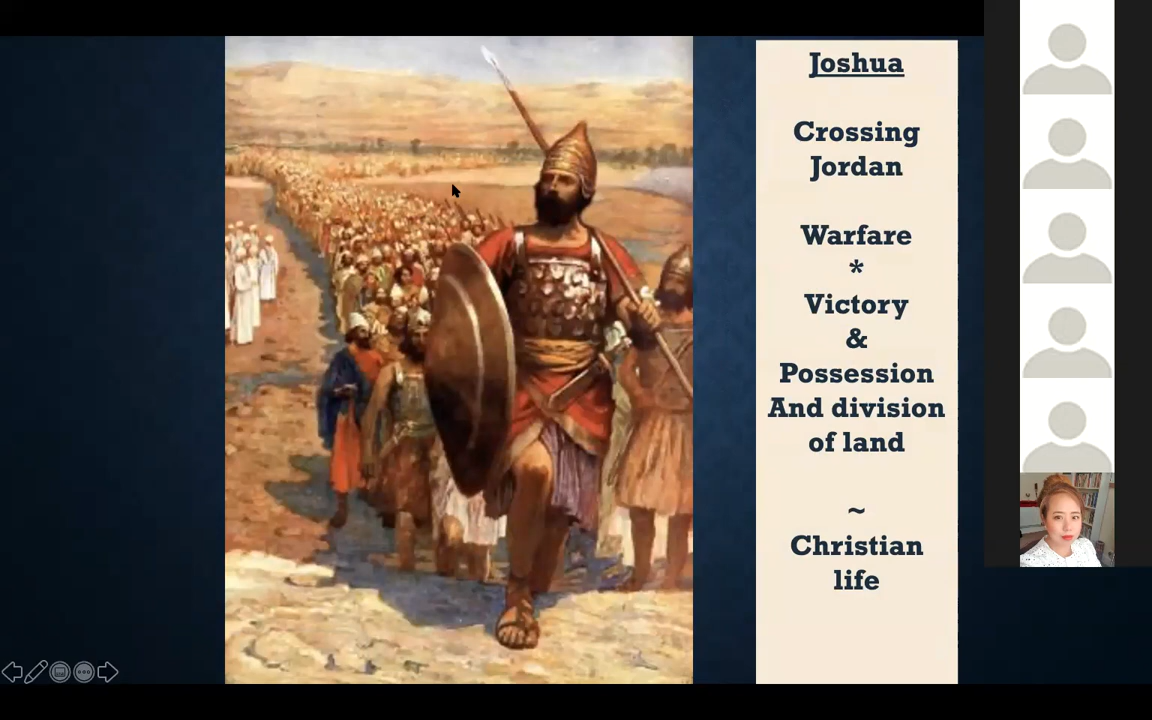 Joshua
Crossing
Jordan
Warfare
*
Victory
&
Possession
And division
of land
~
Christian
life